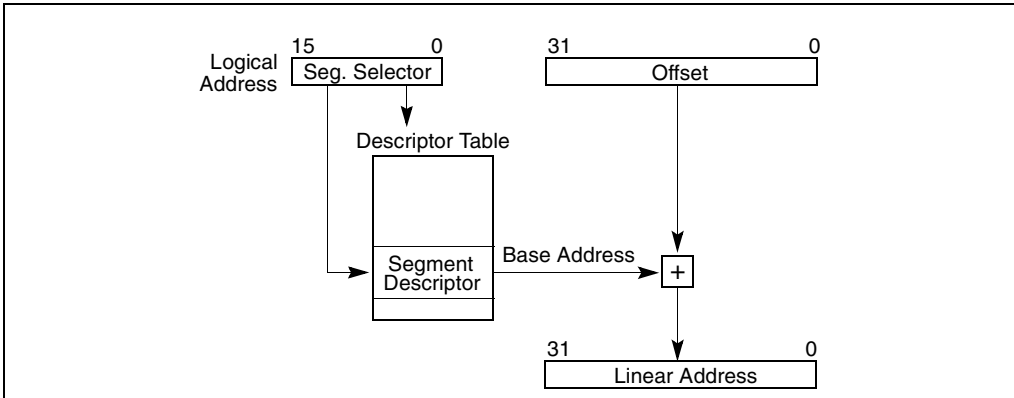 15 0
31 0
Logical
Address
Seg. Selector
Offset
Descriptor Table
Base Address
Segment
Descriptor
+
31 0
Linear Address